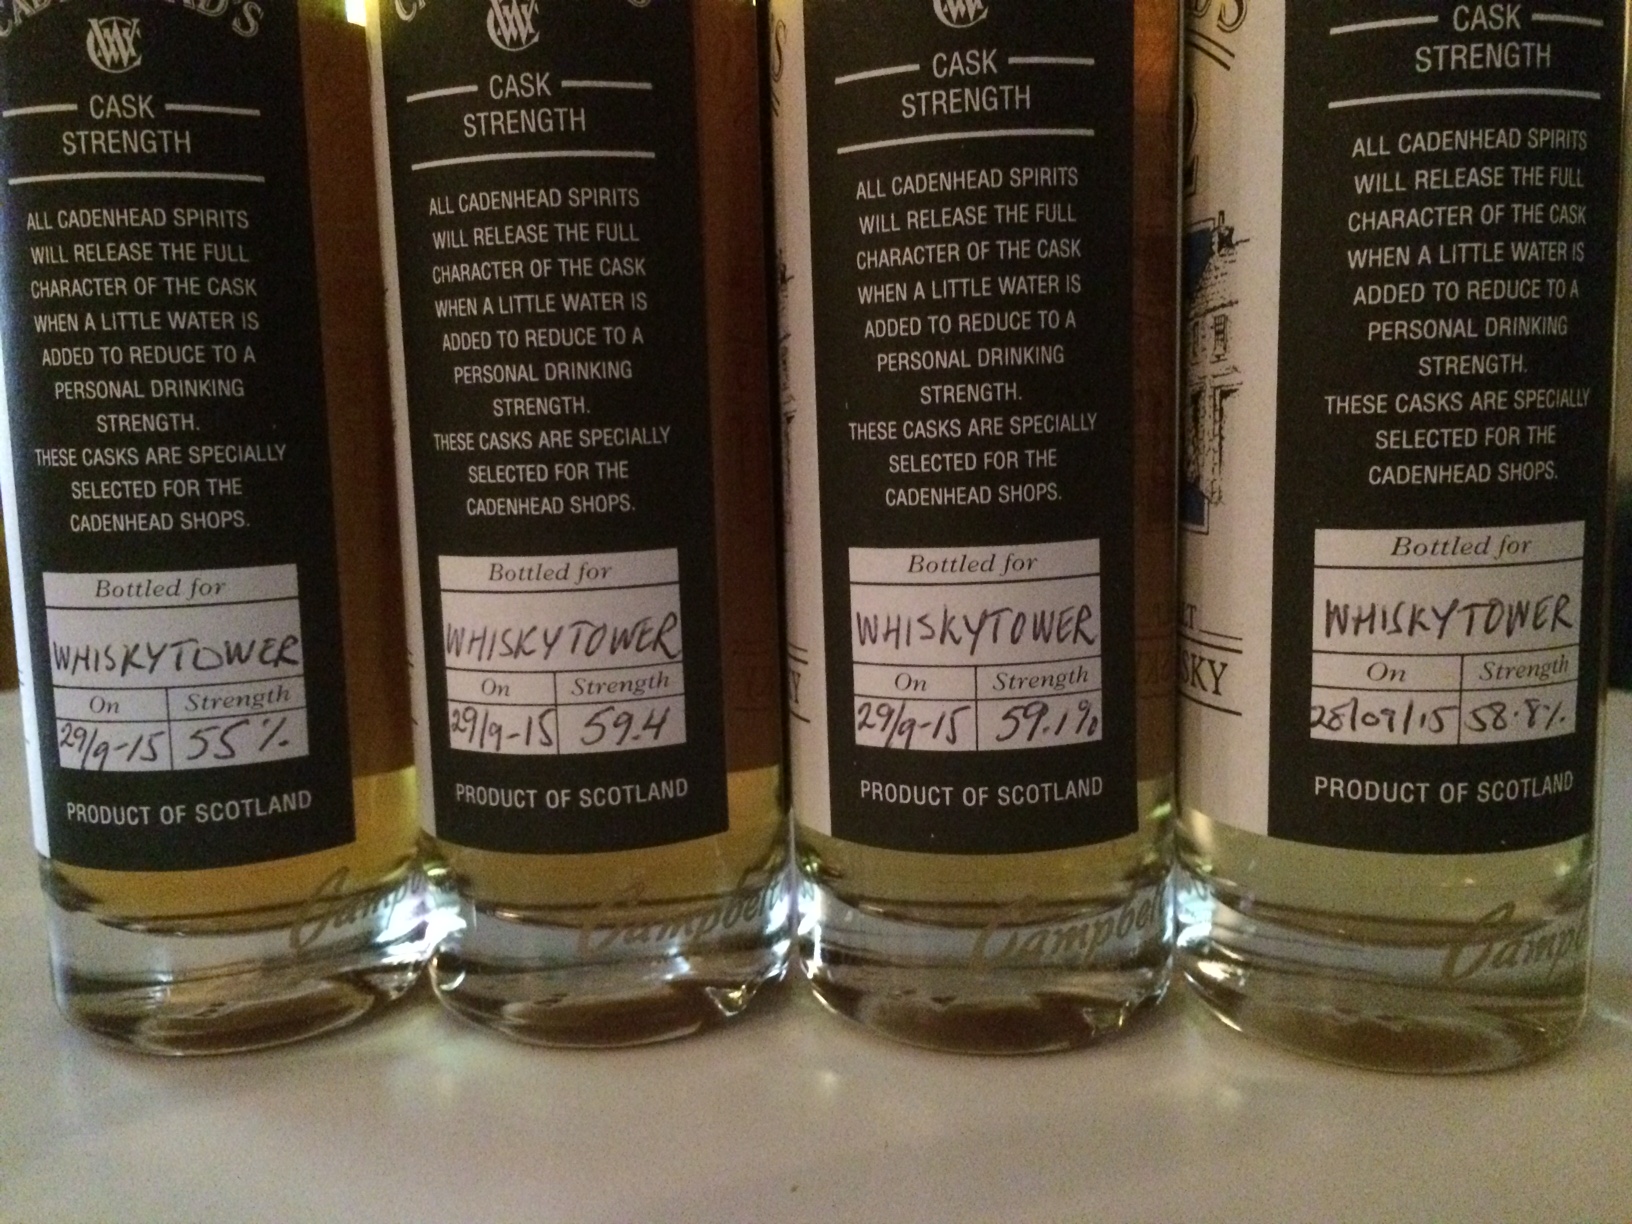 CASK
STRENGTH
ALL CADENHEAD SPIRITS
WILL RELEASE THE FULL
CHARACTER OF THE CASK
WHEN A LITTLE WATER IS
ADDED TO REDUCE TO A
PERSONAL DRINKING
STRENGTH.
THESE CASKS ARE SPECIALLY
SELECTED FOR THE
CADENHEAD SHOPS.
Bottled for
WHISKYTOWER
On Strength
29/9-15 55%
PRODUCT OF SCOTLAND
CASK
STRENGTH
ALL CADENHEAD SPIRITS
WILL RELEASE THE FULL
CHARACTER OF THE CASK
WHEN A LITTLE WATER IS
ADDED TO REDUCE TO A
PERSONAL DRINKING
STRENGTH.
THESE CASKS ARE SPECIALLY
SELECTED FOR THE
CADENHEAD SHOPS.
Bottled for
WHISKYTOWER
On Strength
29/9-15 59.4
PRODUCT OF SCOTLAND
CASK
STRENGTH
ALL CADENHEAD SPIRITS
WILL RELEASE THE FULL
CHARACTER OF THE CASK
WHEN A LITTLE WATER IS
ADDED TO REDUCE TO A
PERSONAL DRINKING
STRENGTH.
THESE CASKS ARE SPECIALLY
SELECTED FOR THE
CADENHEAD SHOPS.
Bottled for
WHISKYTOWER
On Strength
29/9-15 59.1%
PRODUCT OF SCOTLAND
CASK
STRENGTH
ALL CADENHEAD SPIRITS
WILL RELEASE THE FULL
CHARACTER OF THE CASK
WHEN A LITTLE WATER IS
ADDED TO REDUCE TO A
PERSONAL DRINKING
STRENGTH.
THESE CASKS ARE SPECIALLY
SELECTED FOR THE
CADENHEAD SHOPS.
Bottled for
WHISKYTOWER
On Strength
28/09/15 58.8%
PRODUCT OF SCOTLAND